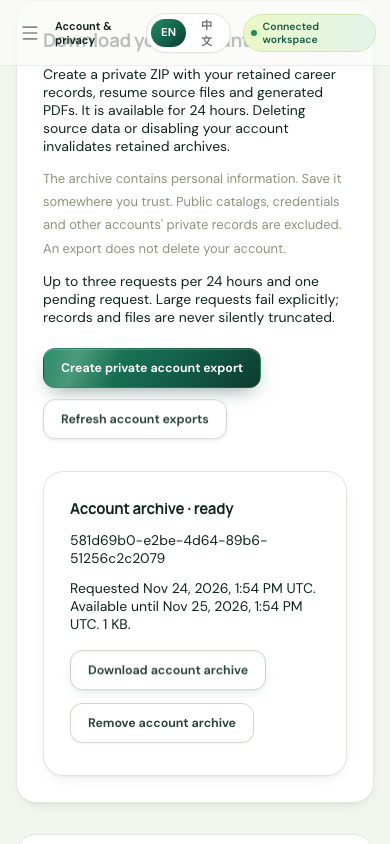 Account &
privacy
EN
中
文
Connected
workspace
Download
Create a private ZIP with your retained career
records, resume source files and generated
PDFs. It is available for 24 hours. Deleting
source data or disabling your account
invalidates retained archives.
The archive contains personal information. Save it
somewhere you trust. Public catalogs, credentials
and other accounts' private records are excluded.
An export does not delete your account.
Up to three requests per 24 hours and one
pending request. Large requests fail explicitly;
records and files are never silently truncated.
Create private account export
Refresh account exports
Account archive · ready
581d69b0-e2be-4d64-89b6-
51256c2c2079
Requested Nov 24, 2026, 1:54 PM UTC.
Available until Nov 25, 2026, 1:54 PM
UTC. 1 KB.
Download account archive
Remove account archive